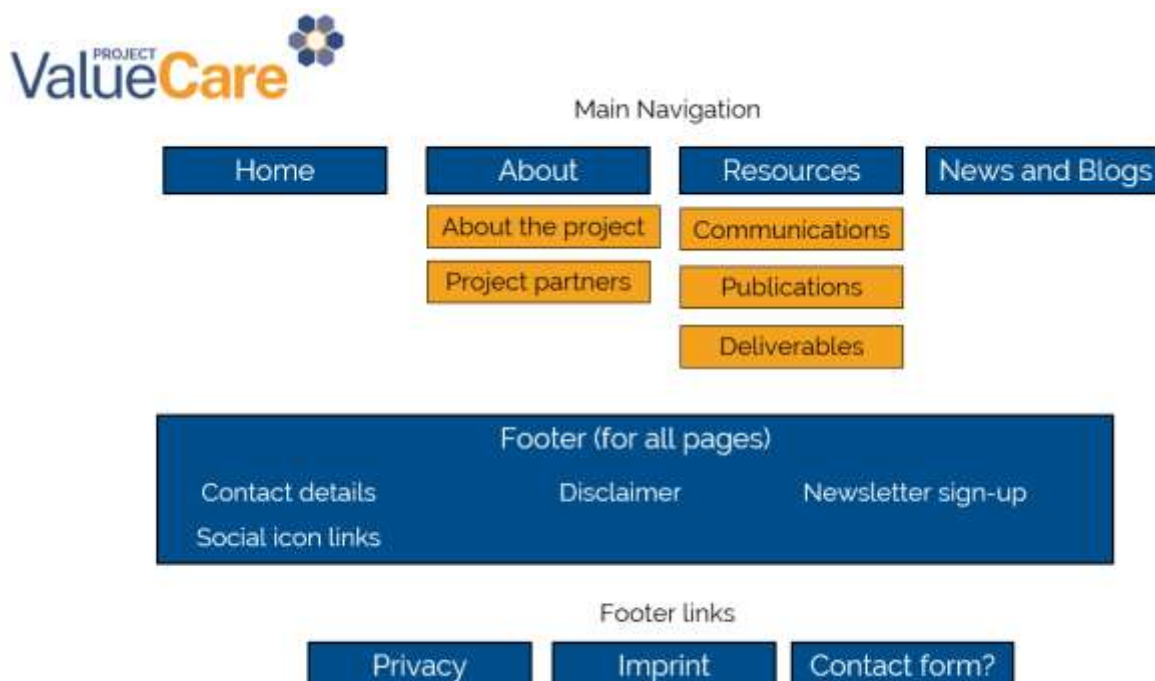 PROJECT
ValueCare
Main Navigation
Home About Resources News and Blogs
About the project Communications
Project partners Publications
Deliverables
Footer (for all pages)
Contact details Disclaimer Newsletter sign-up
Social icon links
Footer links
Privacy Imprint Contact form?